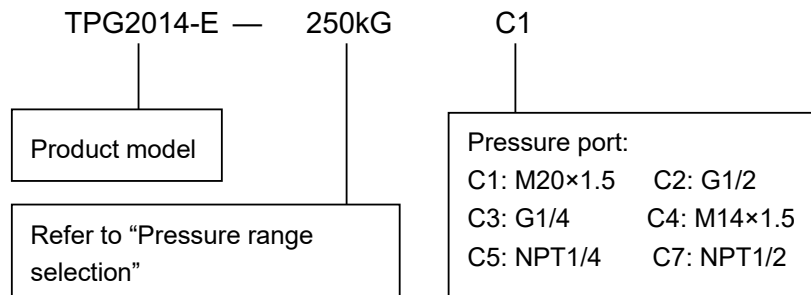 TPG2014-E — 250kG C1
Product model
Refer to “Pressure range
selection”
Pressure port:
C1: M20×1.5 C2: G1/2
C3: G1/4 C4: M14×1.5
C5: NPT1/4 C7: NPT1/2